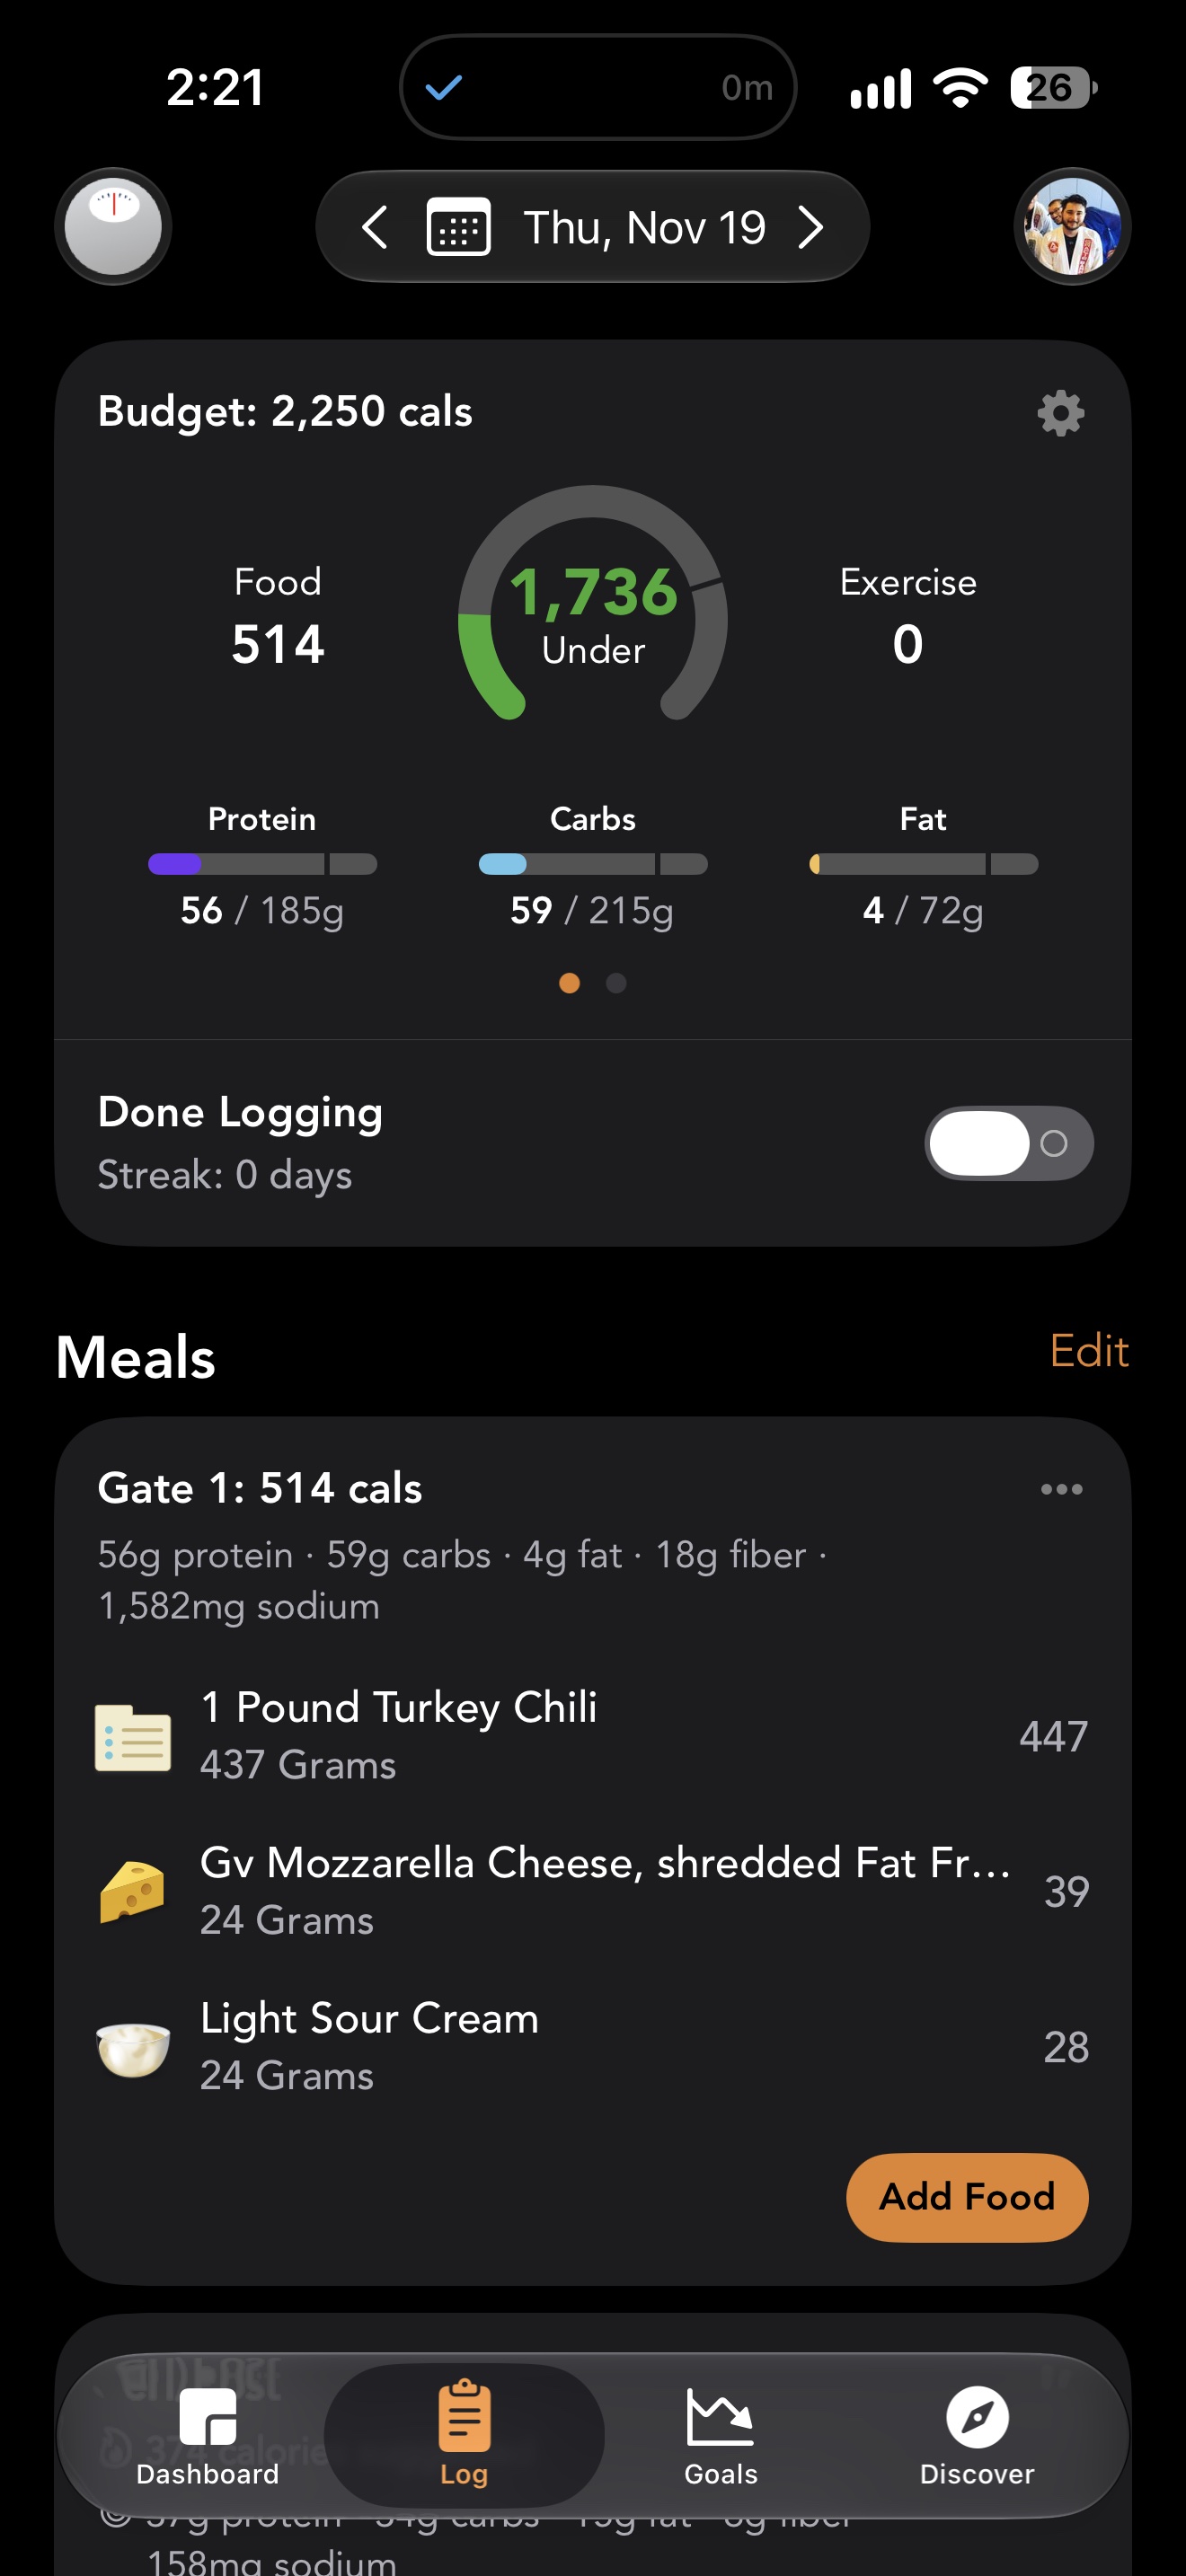 2:21
0m
26
Thu, Nov 19
Budget: 2,250 cals
Food
514
1,736
Under
Exercise
0
Protein
56 / 185g
Carbs
59 / 215g
Fat
4 / 72g
Done Logging
Streak: 0 days
Meals
Edit
Gate 1: 514 cals
56g protein · 59g carbs · 4g fat · 18g fiber ·
1,582mg sodium
1 Pound Turkey Chili
437 Grams
447
Gv Mozzarella Cheese, shredded Fat Fr...
24 Grams
39
Light Sour Cream
24 Grams
28
Add Food
Dashboard
Log
Goals
Discover
protein carbs fat fiber
158mg sodium